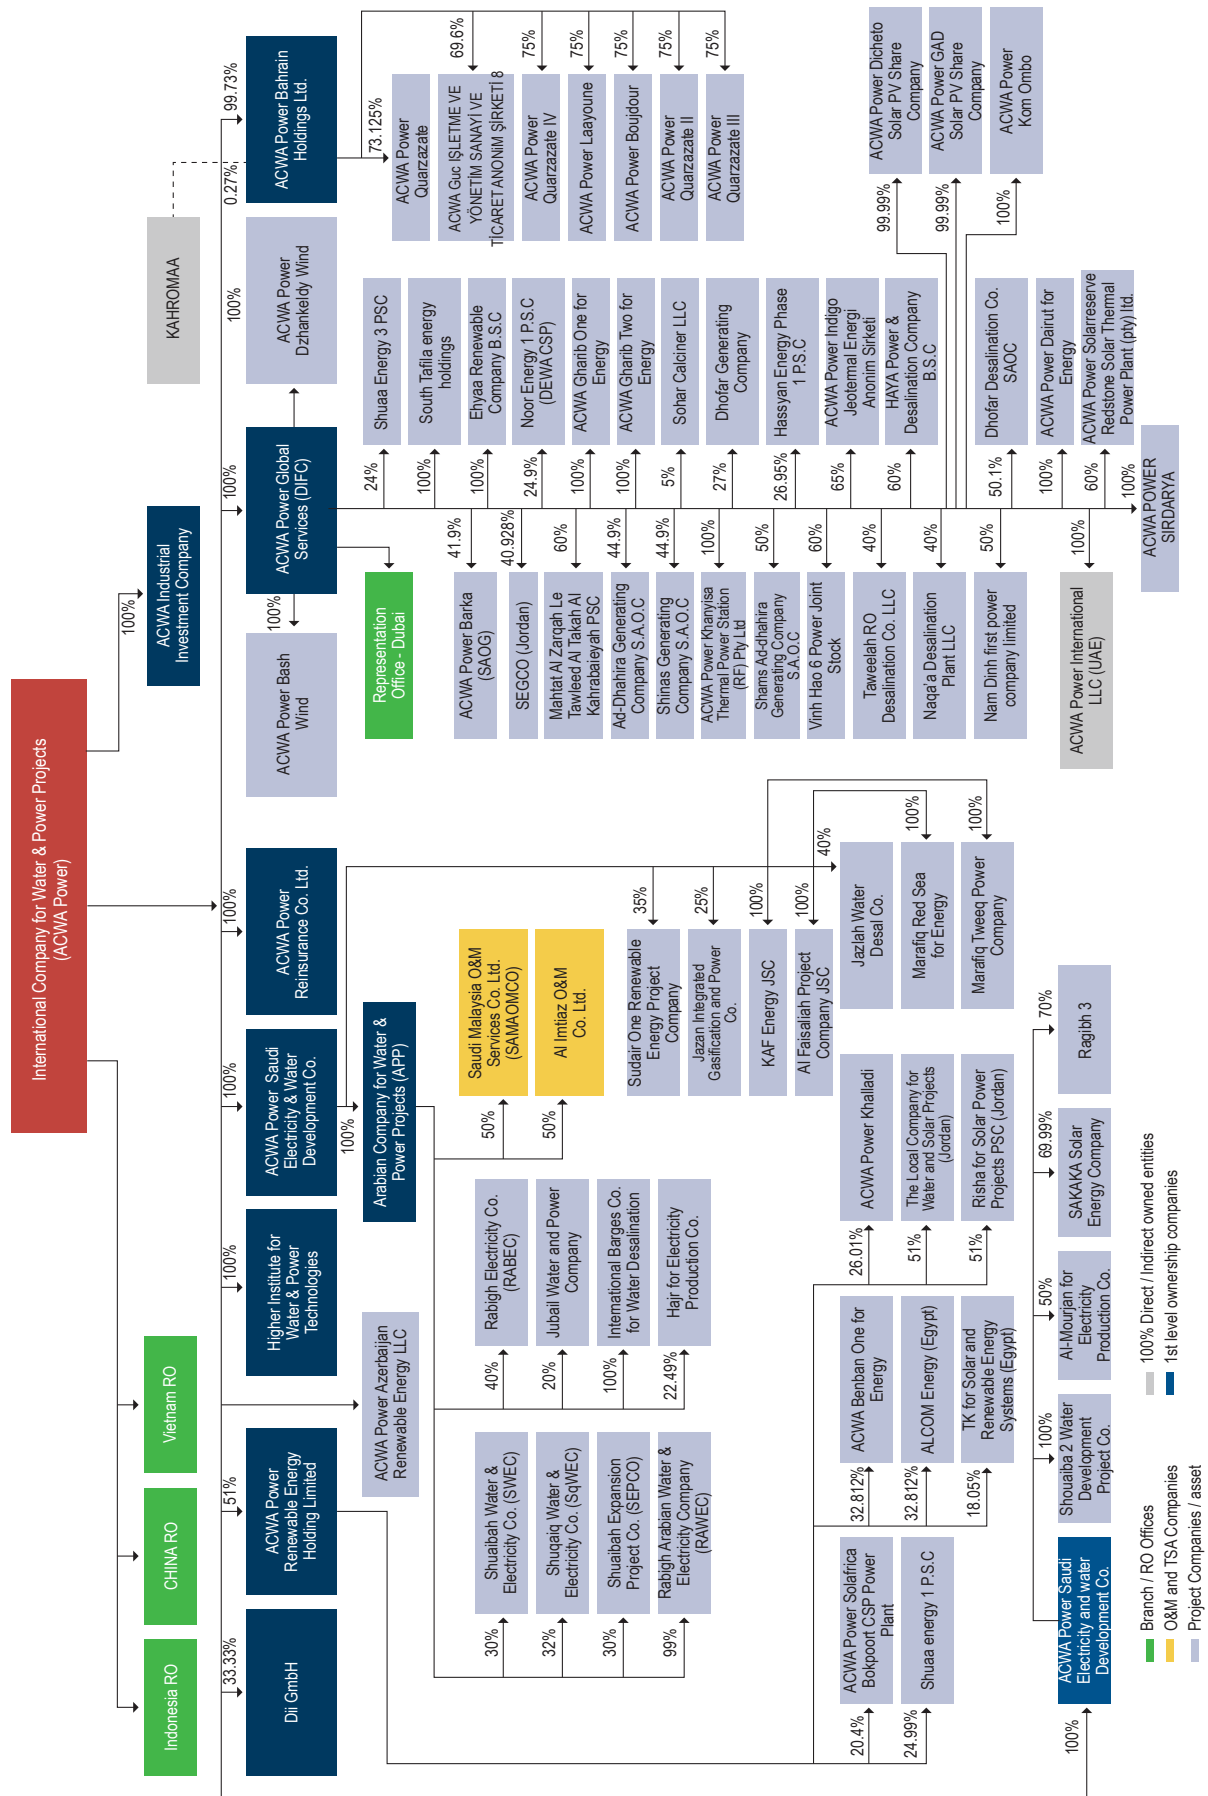 International Company for Water & Power Projects
(ACWA Power)
Indonesia RO
CHINA RO
Vietnam RO
100%
ACWA Industrial
Investment Company
KAHROMAA
33.33%
51%
100%
100%
100%
100%
100%
0.27%
99.73%
Dii GmbH
ACWA Power
Renewable Energy
Holding Limited
Higher Institute for
Water & Power
Technologies
ACWA Power Saudi
Electricity & Water
Development Co.
ACWA Power
Reinsurance Co. Ltd.
ACWA Power Bash
Wind
100%
ACWA Power Global
Services (DIFC)
ACWA Power
Dzhankeldy Wind
ACWA Power Bahrain
Holdings Ltd.
ACWA Power Azerbaijan
Renewable Energy LLC
100%
Arabian Company for Water &
Power Projects (APP)
Representation
Office - Dubai
30%
Shuaibah Water &
Electricity Co. (SWEC)
32%
Shuqaiq Water &
Electricity Co. (SqWEC)
30%
Shuaibah Expansion
Project Co. (SEPCO)
99%
Rabigh Arabian Water &
Electricity Company
(RAWEC)
40%
Rabigh Electricity Co.
(RABEC)
20%
Jubail Water and Power
Company
100%
International Barges Co.
for Water Desalination
22.49%
Hajr for Electricity
Production Co.
50%
Saudi Malaysia O&M
Services Co. Ltd.
(SAMAOMCO)
50%
Al Imtiaz O&M
Co. Ltd.
35%
Sudair One Renewable
Energy Project
Company
25%
Jazan Integrated
Gasification and Power
Co.
100%
KAF Energy JSC
100%
Al Faisaliah Project
Company JSC
40%
Jazlah Water
Desal Co.
100%
Marafiq Red Sea
for Energy
100%
Marafiq Tweeq Power
Company
41.9%
ACWA Power Barka
(SAOG)
40.928%
SEGCO (Jordan)
60%
Mahtat Al Zarqah Le
Tawleed Al Takah Al
Kahrabaieyah PSC
44.9%
Ad-Dhahira Generating
Company S.A.O.C
44.9%
Shinas Generating
Company S.A.O.C
100%
ACWA Power Khanyisa
Thermal Power Station
(RF) Pty Ltd
50%
Shams Ad-dhahira
Generating Company
S.A.O.C
60%
Vinh Hao 6 Power Joint
Stock
40%
Taweelah RO
Desalination Co. LLC
40%
Naqa'a Desalination
Plant LLC
50%
Nam Dinh first power
company limited
100%
ACWA Power International
LLC (UAE)
24%
Shuaa Energy 3 PSC
100%
South Tafila energy
holdings
100%
Ehyaa Renewable
Company B.S.C
24.9%
Noor Energy 1 P.S.C
(DEWA CSP)
100%
ACWA Gharib One for
Energy
100%
ACWA Gharib Two for
Energy
5%
Sohar Calciner LLC
27%
Dhofar Generating
Company
26.95%
Hassyan Energy Phase
1 P.S.C
65%
ACWA Power Indigo
Jeotermal Energi
Anonim Sirketi
60%
HAYA Power &
Desalination Company
B.S.C
50.1%
Dhofar Desalination Co.
SAOC
100%
ACWA Power Dairut for
Energy
60%
ACWA Power Solarreserve
Redstone Solar Thermal
Power Plant (pty) ltd.
100%
ACWA POWER
SIRDARYA
99.99%
ACWA Power Dicheto
Solar PV Share
Company
99.99%
ACWA Power GAD
Solar PV Share
Company
100%
ACWA Power
Kom Ombo
73.125%
ACWA Power
Quarzazate
69.6%
ACWA Guc IŞLETME VE
YÖNETİM SANAYİ VE
TİCARET ANONİM ŞİRKETİ 8
75%
ACWA Power
Quarzazate IV
75%
ACWA Power Laayoune
75%
ACWA Power Boujdour
75%
ACWA Power
Quarzazate II
75%
ACWA Power
Quarzazate III
20.4%
ACWA Power Solafrica
Bokpoort CSP Power
Plant
24.99%
Shuaa energy 1 P.S.C
32.812%
ACWA Benban One for
Energy
32.812%
ALCOM Energy (Egypt)
18.05%
TK for Solar and
Renewable Energy
Systems (Egypt)
26.01%
ACWA Power Khalladi
51%
The Local Company for
Water and Solar Projects
(Jordan)
51%
Risha for Solar Power
Projects PSC (Jordan)
100%
ACWA Power Saudi
Electricity and water
Development Co.
100%
Shouaiba 2 Water
Development
Project Co.
50%
Al-Mourjan for
Electricity
Production Co.
69.99%
SAKAKA Solar
Energy Company
70%
Ragibh 3
Branch / RO Offices
O&M and TSA Companies
Project Companies / asset
100% Direct / Indirect owned entities
1st level ownership companies